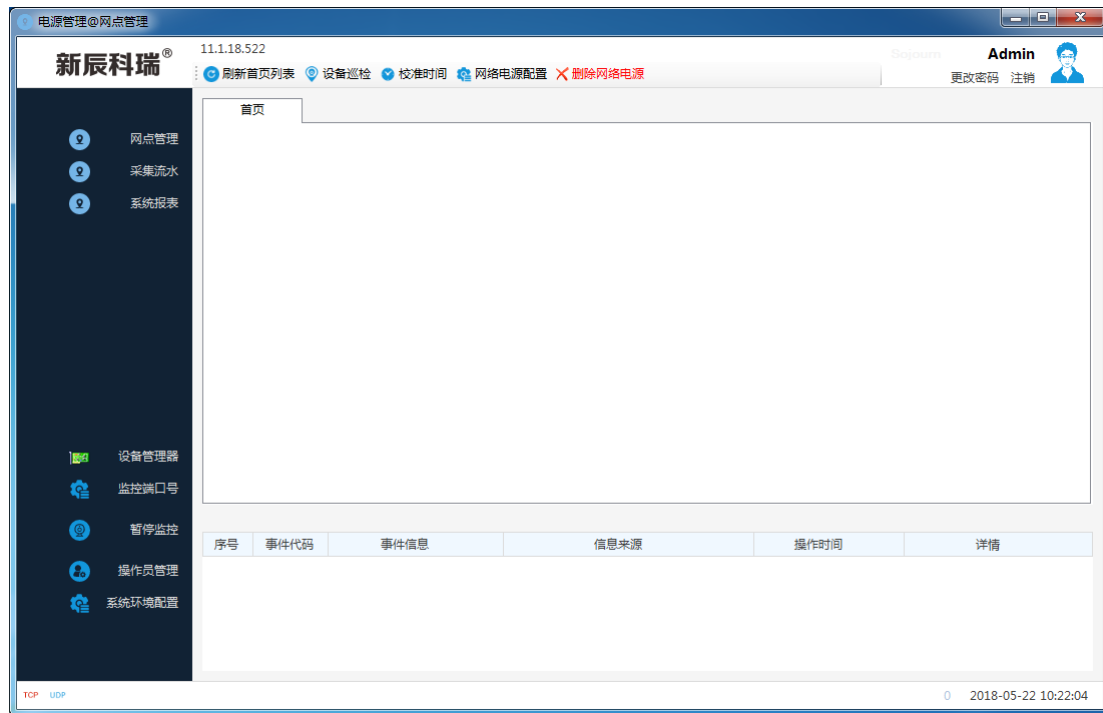 电源管理@网点管理
新辰科瑞®
11.1.18.522
Sojourn
Admin
刷新首页列表 设备巡检 校准时间 网络电源配置 删除网络电源
更改密码 注销
首页
网点管理
采集流水
系统报表
设备管理器
监控端口号
暂停监控
操作员管理
系统环境配置
序号 事件代码 事件信息 信息来源 操作时间 详情
TCP UDP
0 2018-05-22 10:22:04